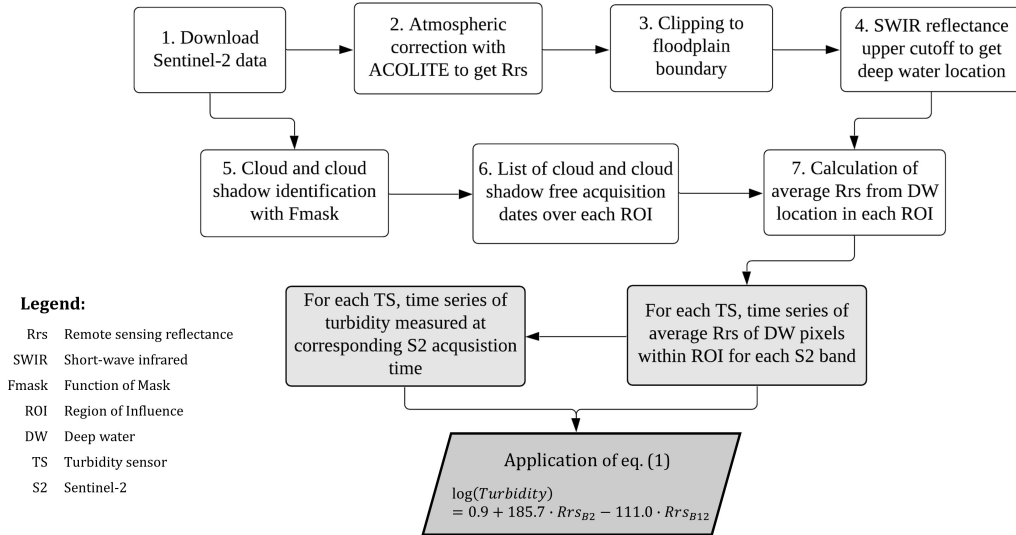 1. Download
Sentinel-2 data
2. Atmospheric
correction with
ACOLITE to get Rrs
3. Clipping to
floodplain
boundary
4. SWIR reflectance
upper cutoff to get
deep water location
5. Cloud and cloud
shadow identification
with Fmask
6. List of cloud and cloud
shadow free acquisition
dates over each ROI
7. Calculation of
average Rrs from DW
location in each ROI
For each TS, time series of
turbidity measured at
corresponding S2 acqusistion
time
For each TS, time series of
average Rrs of DW pixels
within ROI for each S2 band
Application of eq. (1)
log(Turbidity)
= 0.9 + 185.7 · Rrs_B2 − 111.0 · Rrs_B12
Legend:
Rrs Remote sensing reflectance
SWIR Short-wave infrared
Fmask Function of Mask
ROI Region of Influence
DW Deep water
TS Turbidity sensor
S2 Sentinel-2